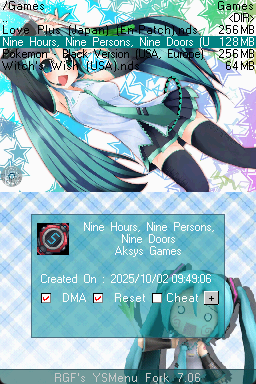 /Games Games
.. <DIR>
Love Plus (Japan) [En Patch].nds 256MB
Nine Hours, Nine Persons, Nine Doors (U 128MB
Pokemon - Black Version (USA, Europe) 256MB
Witch's Wish (USA).nds 64MB
Nine Hours, Nine Persons,
Nine Doors
Aksys Games
Created On : 2025/10/02 09:49:06
DMA Reset Cheat +
RGF's YSMenu Fork 7.06